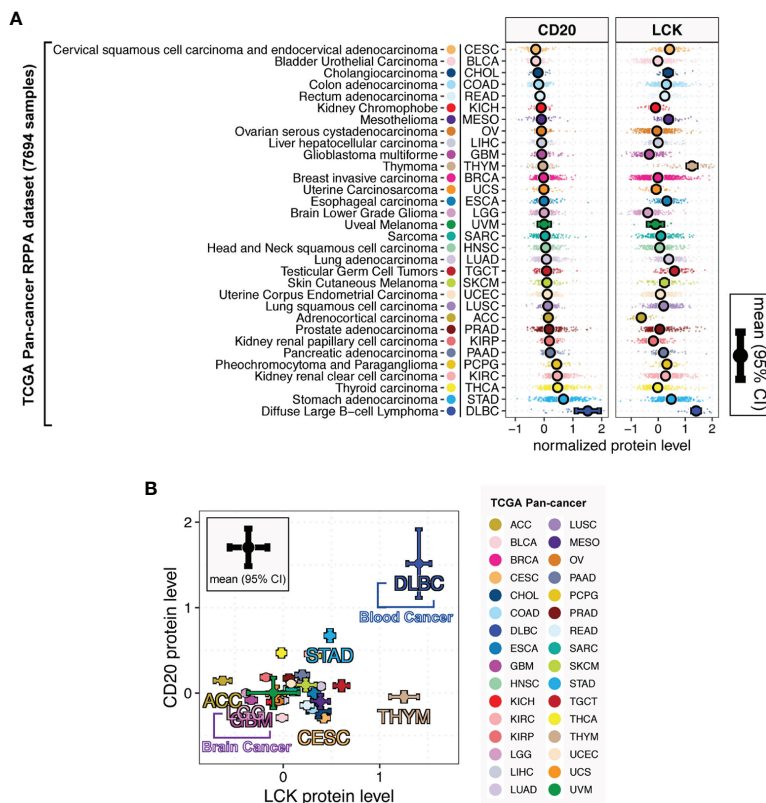 A
CD20 LCK
TCGA Pan-cancer RPPA dataset (7694 samples)
Cervical squamous cell carcinoma and endocervical adenocarcinoma CESC
Bladder Urothelial Carcinoma BLCA
Cholangiocarcinoma CHOL
Colon adenocarcinoma COAD
Rectum adenocarcinoma READ
Kidney Chromophobe KICH
Mesothelioma MESO
Ovarian serous cystadenocarcinoma OV
Liver hepatocellular carcinoma LIHC
Glioblastoma multiforme GBM
Thymoma THYM
Breast invasive carcinoma BRCA
Uterine Carcinosarcoma UCS
Esophageal carcinoma ESCA
Brain Lower Grade Glioma LGG
Uveal Melanoma UVM
Sarcoma SARC
Head and Neck squamous cell carcinoma HNSC
Lung adenocarcinoma LUAD
Testicular Germ Cell Tumors TGCT
Skin Cutaneous Melanoma SKCM
Uterine Corpus Endometrial Carcinoma UCEC
Lung squamous cell carcinoma LUSC
Adrenocortical carcinoma ACC
Prostate adenocarcinoma PRAD
Kidney renal papillary cell carcinoma KIRP
Pancreatic adenocarcinoma PAAD
Pheochromocytoma and Paraganglioma PCPG
Kidney renal clear cell carcinoma KIRC
Thyroid carcinoma THCA
Stomach adenocarcinoma STAD
Diffuse Large B-cell Lymphoma DLBC
−1 0 1 2 −1 0 1 2
normalized protein level
mean (95% CI)
B
CD20 protein level
2
1
0
mean (95% CI)
DLBC
Blood Cancer
STAD
ACC
LGG
GBM
THYM
CESC
Brain Cancer
0 1
LCK protein level
TCGA Pan-cancer
ACC LUSC
BLCA MESO
BRCA OV
CESC PAAD
CHOL PCPG
COAD PRAD
DLBC READ
ESCA SARC
GBM SKCM
HNSC STAD
KICH TGCT
KIRC THCA
KIRP THYM
LGG UCEC
LIHC UCS
LUAD UVM